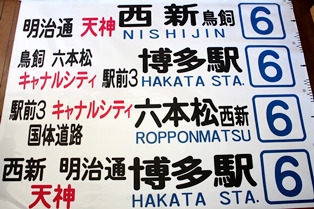 明治通 天神 西新 鳥飼 6
NISHIJIN
鳥飼 六本松 博多駅 6
キャナルシティ 駅前3 HAKATA STA.
駅前3 キャナルシティ 六本松 西新 6
国体道路 ROPPONMATSU
西新 明治通 博多駅 6
天神 HAKATA STA.